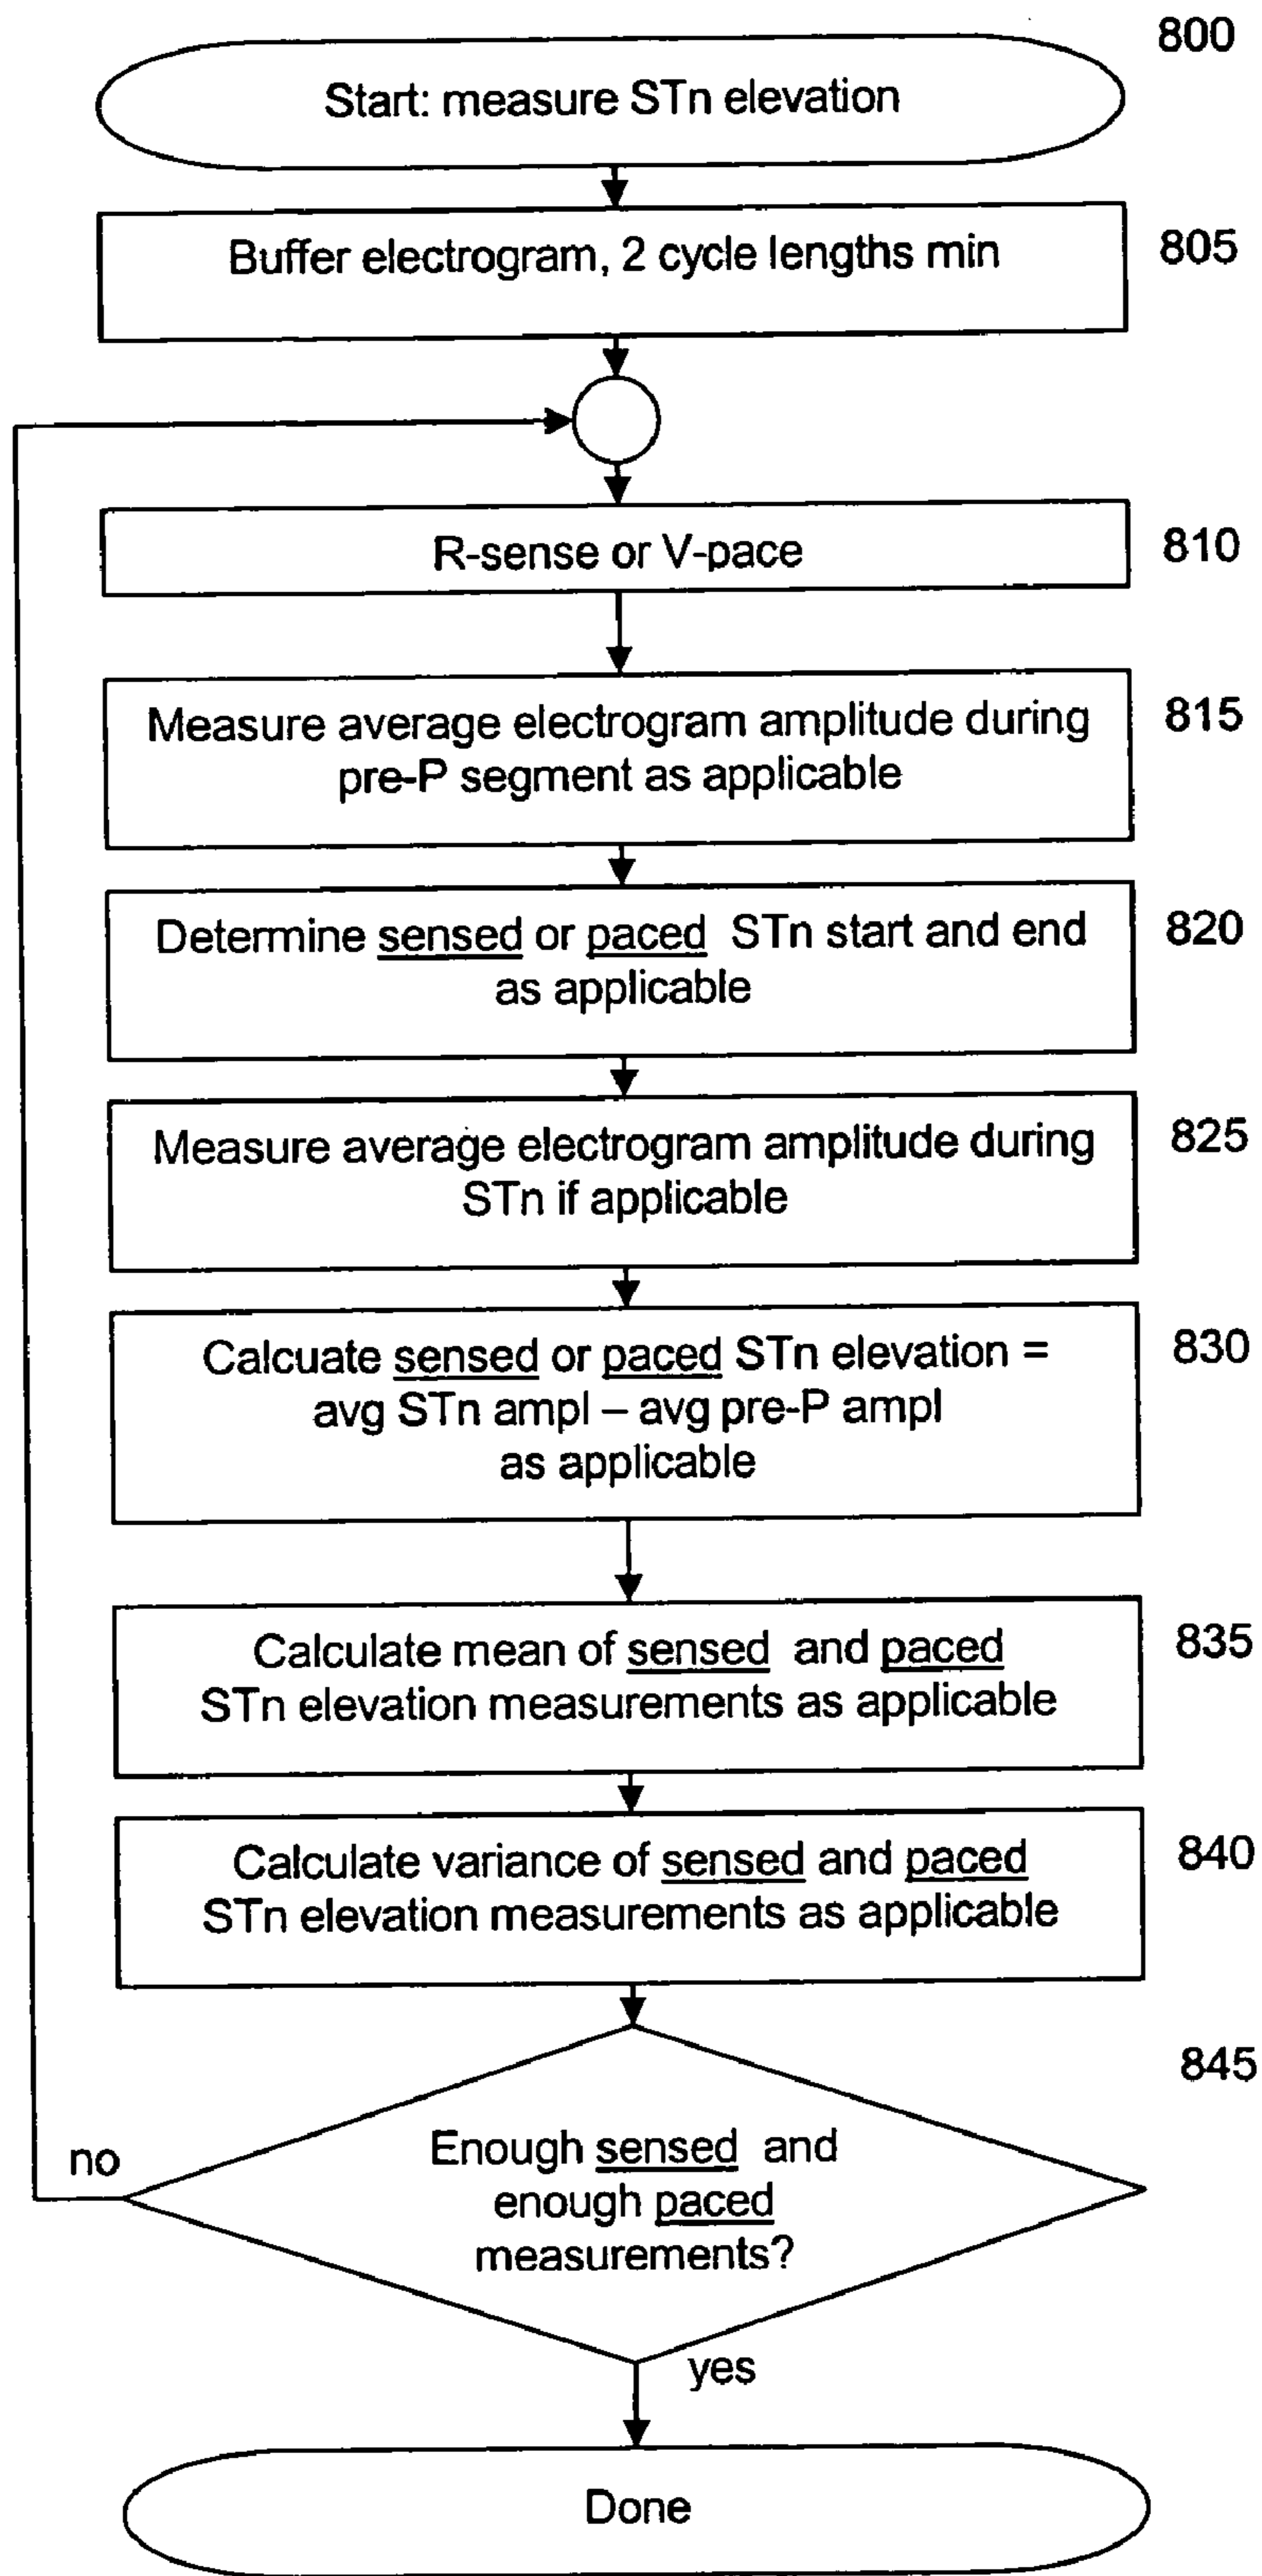 800
Start: measure STn elevation
Buffer electrogram, 2 cycle lengths min
805
R-sense or V-pace
810
Measure average electrogram amplitude during
pre-P segment as applicable
815
Determine sensed or paced STn start and end
as applicable
820
Measure average electrogram amplitude during
STn if applicable
825
Calcuate sensed or paced STn elevation =
avg STn ampl – avg pre-P ampl
as applicable
830
Calculate mean of sensed and paced
STn elevation measurements as applicable
835
Calculate variance of sensed and paced
STn elevation measurements as applicable
840
845
no
Enough sensed and
enough paced
measurements?
yes
Done